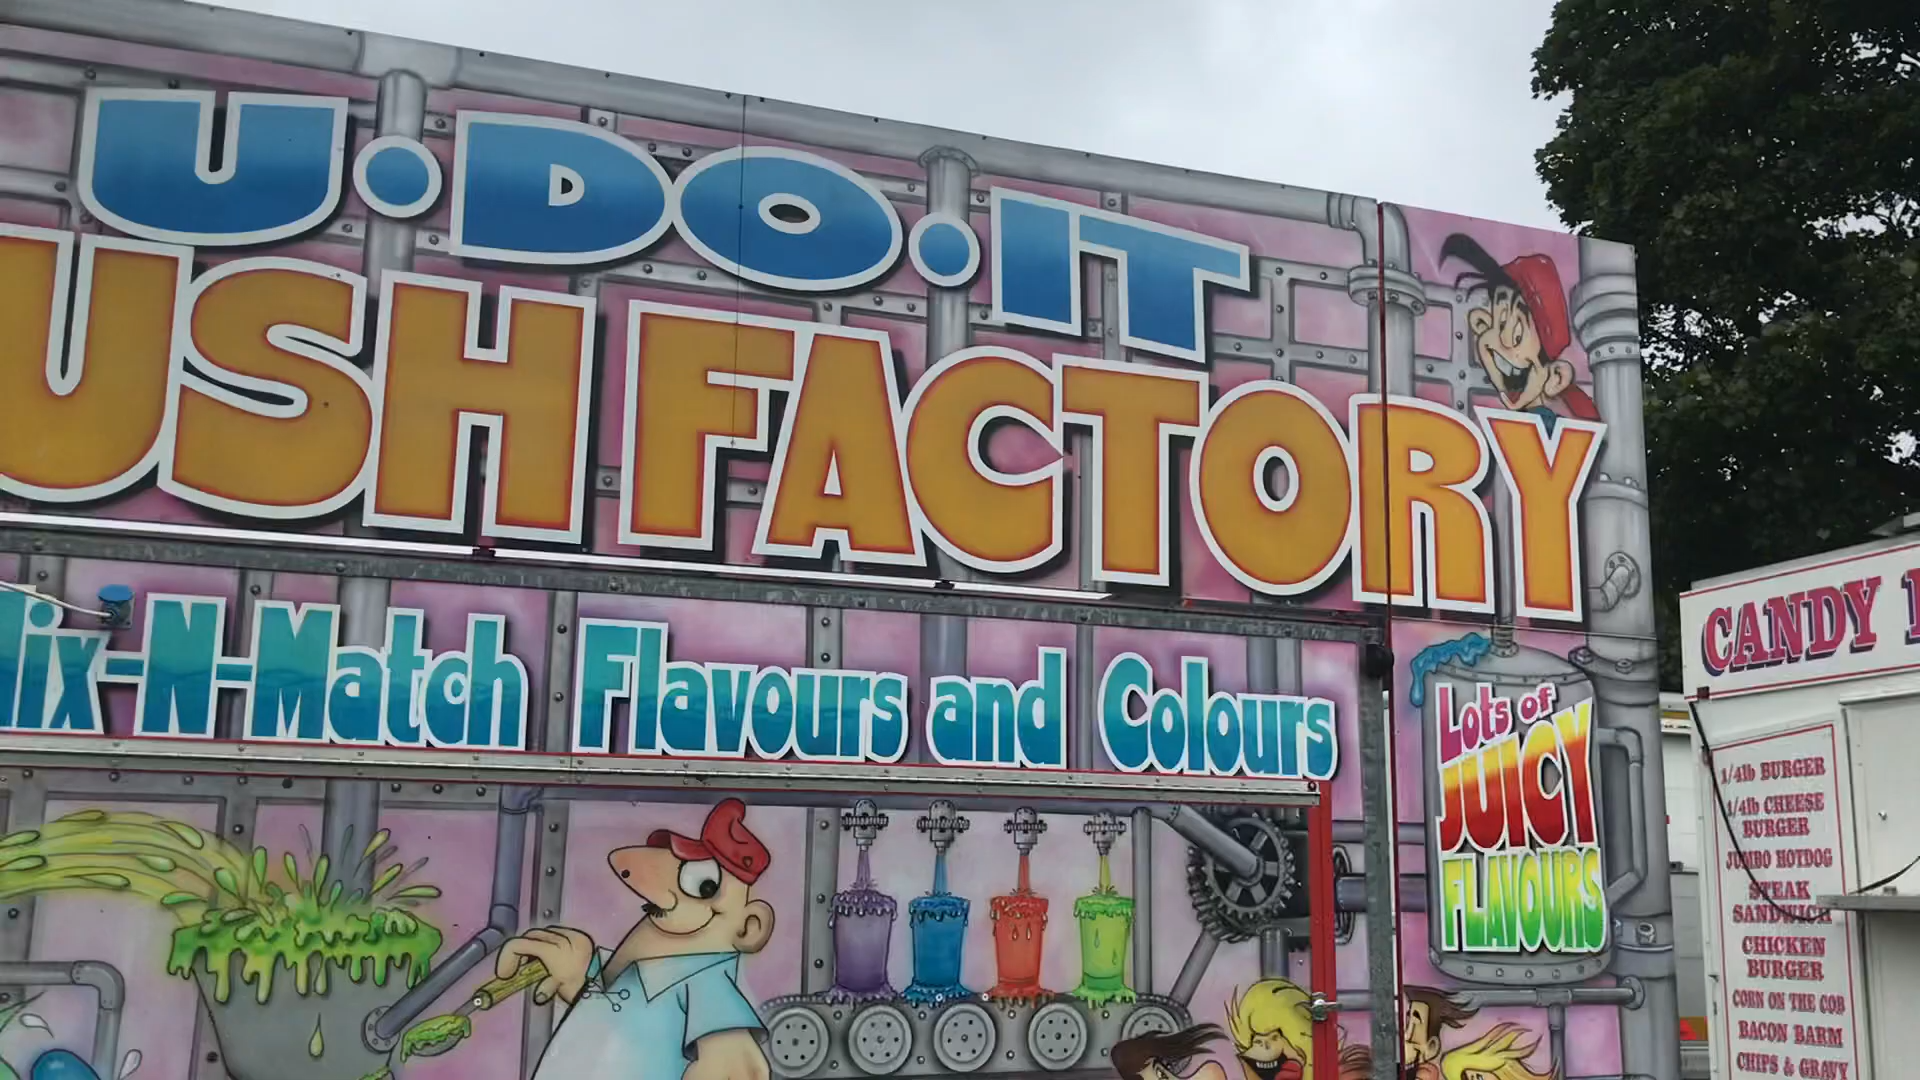 U·DO·IT
USH FACTORY
ix-N-Match Flavours and Colours
Lots of
JUICY
FLAVOURS
CANDY
1/4lb BURGER
1/4lb CHEESE
BURGER
JUMBO HOTDOG
STEAK
SANDWICH
CHICKEN
BURGER
CORN ON THE COB
BACON BARM
CHIPS & GRAVY